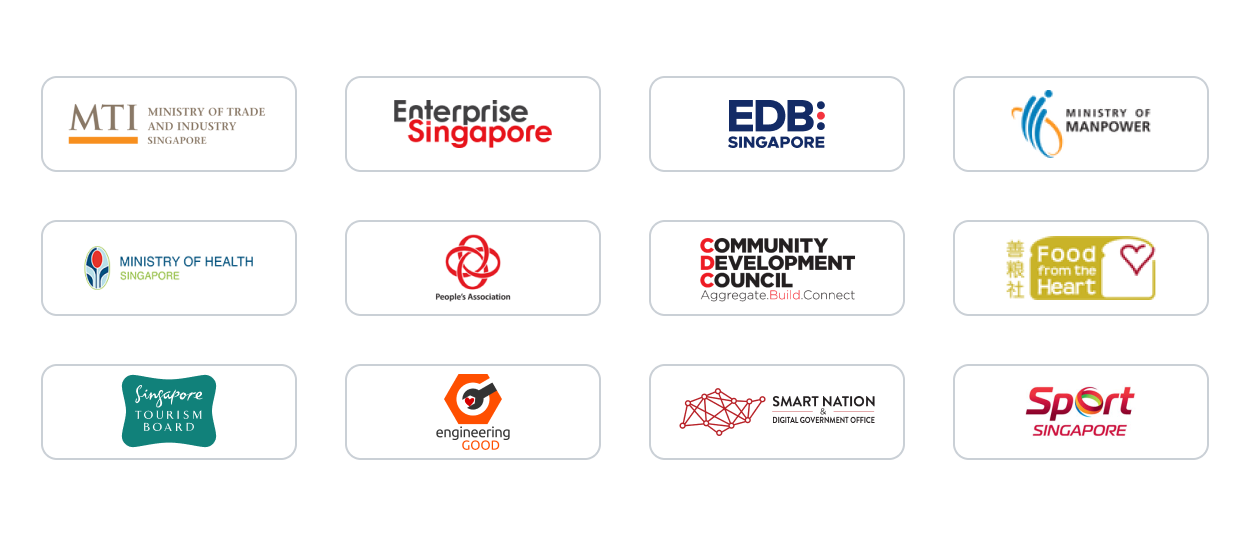 MTI
MINISTRY OF TRADE
AND INDUSTRY
SINGAPORE
Enterprise
Singapore
EDB:
SINGAPORE
MINISTRY OF
MANPOWER
MINISTRY OF HEALTH
SINGAPORE
People's Association
COMMUNITY
DEVELOPMENT
COUNCIL
Aggregate.Build.Connect
善粮社
Food
from the
Heart
Singapore
TOURISM
BOARD
engineering
GOOD
SMART NATION
&
DIGITAL GOVERNMENT OFFICE
Sport
SINGAPORE